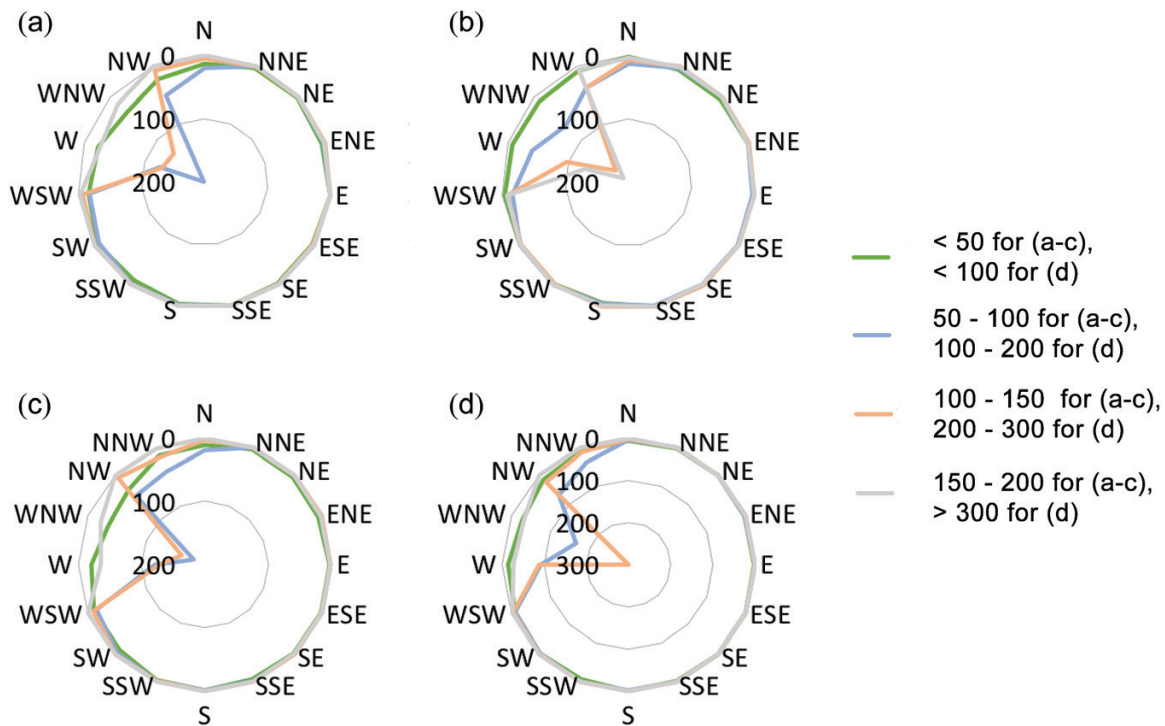 (a)
N
NW 0 NNE
WNW NE
100
W ENE
200
WSW E
SW ESE
SSW SE
S SSE
(b)
N
NW 0 NNE
WNW NE
100
W ENE
200
WSW E
SW ESE
SSW SE
S SSE
< 50 for (a-c),
< 100 for (d)
50 - 100 for (a-c),
100 - 200 for (d)
100 - 150 for (a-c),
200 - 300 for (d)
150 - 200 for (a-c),
> 300 for (d)
(c)
N
NNW 0 NNE
NW NE
100
WNW ENE
W 200 E
WSW ESE
SW SE
SSW SSE
S
(d)
N
NNW 0 NNE
NW 100 NE
WNW 200 ENE
W 300 E
WSW ESE
SW SE
SSW SSE
S